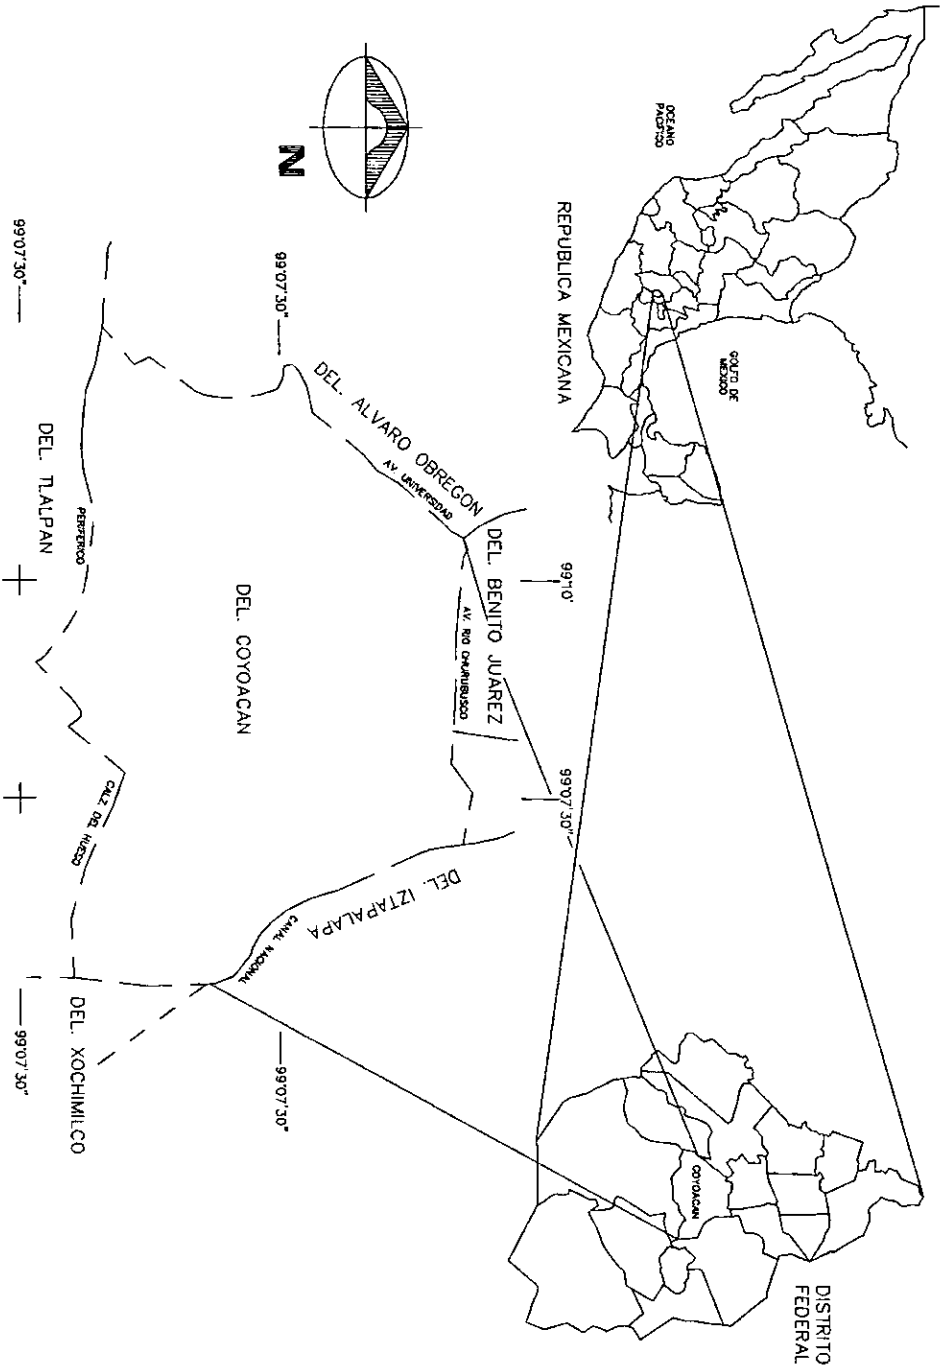 OCEANO
PACIFICO
GOLFO DE
MEXICO
REPUBLICA MEXICANA
DISTRITO
FEDERAL
COYOACAN
N
99°10'
99°07'30"
99°07'30"
99°07'30"
99°07'30"
99°07'30"
DEL. ALVARO OBREGON
AV. UNIVERSIDAD
DEL. BENITO JUAREZ
AV. RIO CHURUBUSCO
DEL. IZTAPALAPA
CANAL NACIONAL
DEL. COYOACAN
DEL. TLALPAN
PERIFERICO
CALZ. DEL HUESO
DEL. XOCHIMILCO